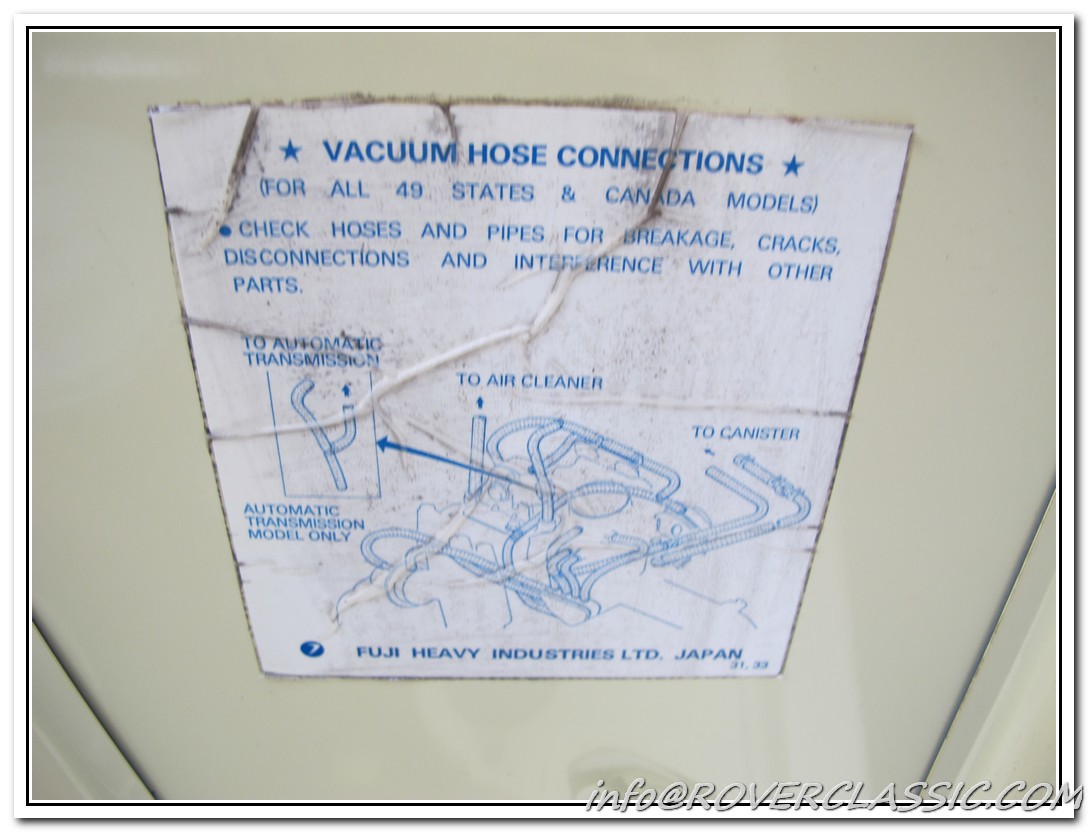 ★ VACUUM HOSE CONNECTIONS ★
(FOR ALL 49 STATES & CANADA MODELS)
● CHECK HOSES AND PIPES FOR BREAKAGE, CRACKS,
DISCONNECTIONS AND INTERFERENCE WITH OTHER
PARTS.
TO AUTOMATIC
TRANSMISSION
TO AIR CLEANER
TO CANISTER
AUTOMATIC
TRANSMISSION
MODEL ONLY
7 FUJI HEAVY INDUSTRIES LTD. JAPAN
31, 33
info@ROVERCLASSIC.COM